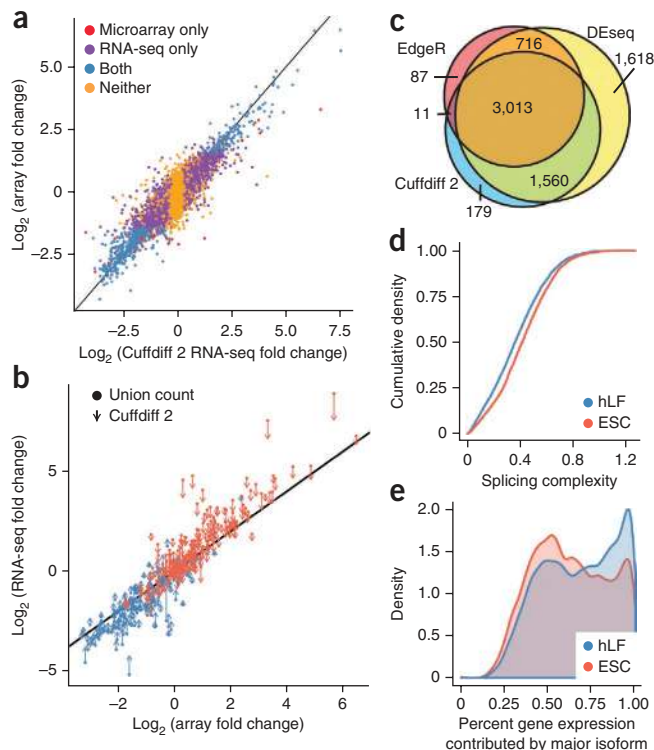 a
Microarray only
RNA-seq only
Both
Neither
5.0
2.5
0
−2.5
Log2 (array fold change)
−2.5
0
2.5
5.0
7.5
Log2 (Cuffdiff 2 RNA-seq fold change)
b
Union count
Cuffdiff 2
5
0
−5
Log2 (RNA-seq fold change)
−2
0
2
4
6
Log2 (array fold change)
c
EdgeR
716
DEseq
1,618
87
3,013
11
Cuffdiff 2
1,560
179
d
1.00
0.75
0.50
0.25
0
Cumulative density
hLF
ESC
0
0.4
0.8
1.2
Splicing complexity
e
2.0
1.5
1.0
0.5
0
Density
hLF
ESC
0
0.25
0.50
0.75
1.00
Percent gene expression
contributed by major isoform